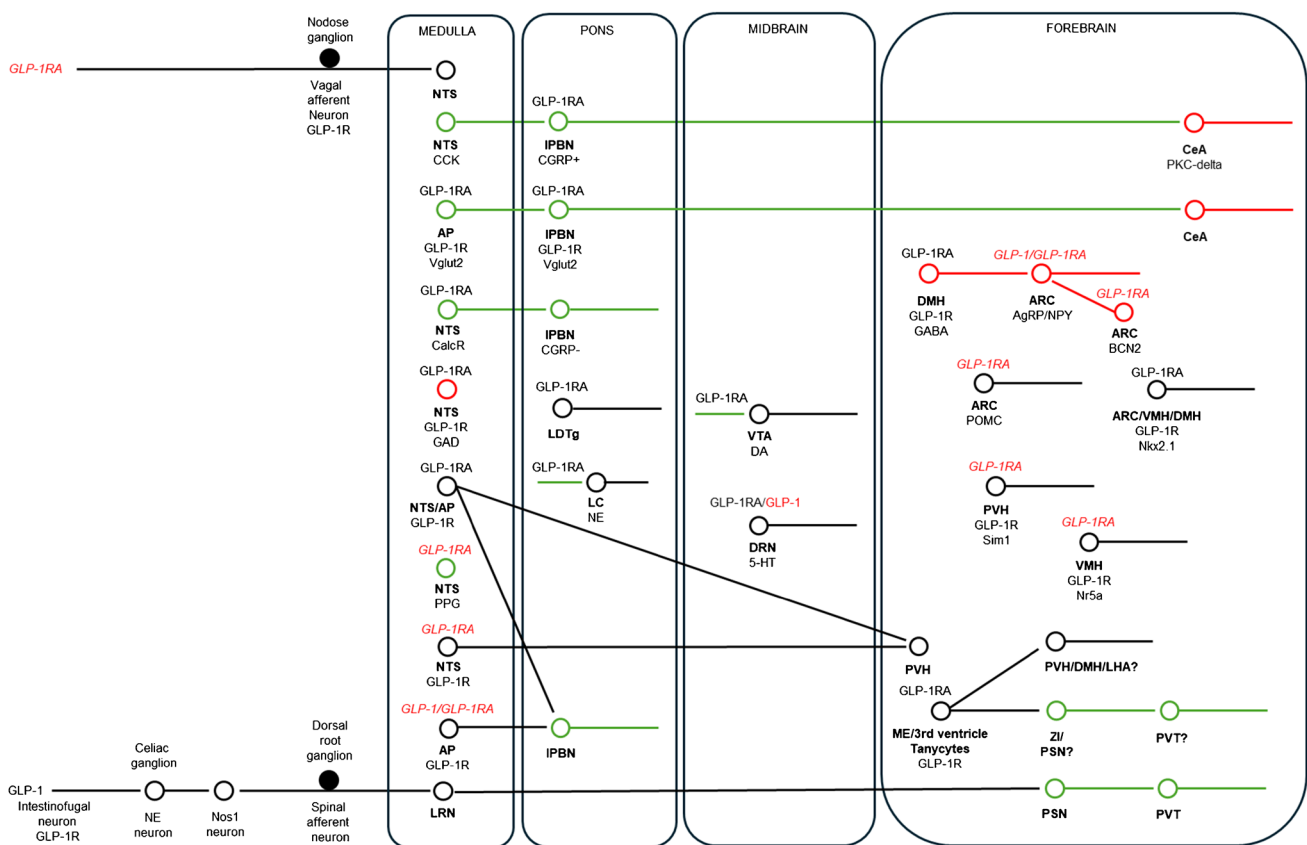 MEDULLA
PONS
MIDBRAIN
FOREBRAIN
Nodose
ganglion
GLP-1RA
Vagal
afferent
Neuron
GLP-1R
NTS
NTS
CCK
GLP-1RA
lPBN
CGRP+
CeA
PKC-delta
GLP-1RA
AP
GLP-1R
Vglut2
GLP-1RA
lPBN
GLP-1R
Vglut2
CeA
GLP-1RA
DMH
GLP-1R
GABA
GLP-1/GLP-1RA
ARC
AgRP/NPY
GLP-1RA
ARC
BCN2
GLP-1RA
NTS
CalcR
lPBN
CGRP-
GLP-1RA
NTS
GLP-1R
GAD
GLP-1RA
LDTg
GLP-1RA
VTA
DA
GLP-1RA
ARC
POMC
GLP-1RA
ARC/VMH/DMH
GLP-1R
Nkx2.1
GLP-1RA
NTS/AP
GLP-1R
GLP-1RA
LC
NE
GLP-1RA/GLP-1
DRN
5-HT
GLP-1RA
PVH
GLP-1R
Sim1
GLP-1RA
VMH
GLP-1R
Nr5a
GLP-1RA
NTS
PPG
GLP-1RA
NTS
GLP-1R
PVH
PVH/DMH/LHA?
GLP-1/GLP-1RA
AP
GLP-1R
lPBN
GLP-1RA
ME/3rd ventricle
Tanycytes
GLP-1R
ZI/
PSN?
PVT?
GLP-1
Intestinofugal
neuron
GLP-1R
Celiac
ganglion
NE
neuron
Nos1
neuron
Dorsal
root
ganglion
Spinal
afferent
neuron
LRN
PSN
PVT